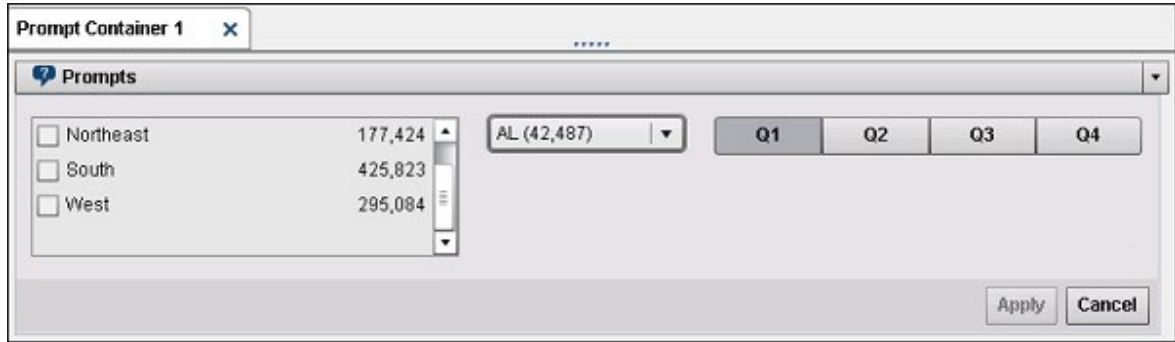 Prompt Container 1
Prompts
Northeast 177,424
South 425,823
West 295,084
AL (42,487)
Q1 Q2 Q3 Q4
Apply Cancel